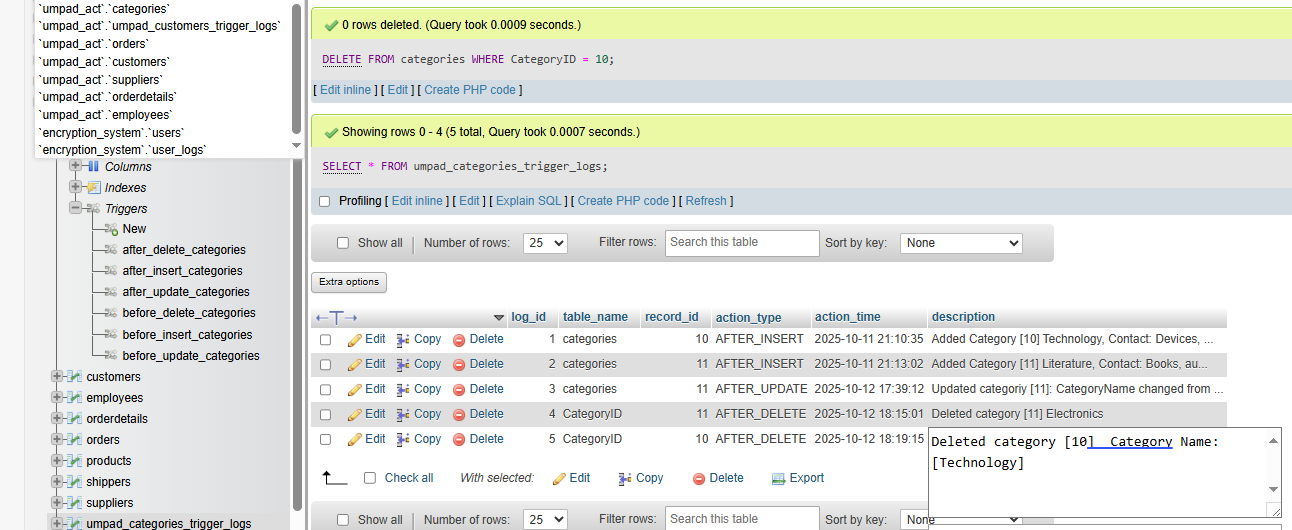 `umpad_act`.`categories`
`umpad_act`.`umpad_customers_trigger_logs`
`umpad_act`.`orders`
`umpad_act`.`customers`
`umpad_act`.`suppliers`
`umpad_act`.`orderdetails`
`umpad_act`.`employees`
`encryption_system`.`users`
`encryption_system`.`user_logs`
Columns
Indexes
Triggers
New
after_delete_categories
after_insert_categories
after_update_categories
before_delete_categories
before_insert_categories
before_update_categories
customers
employees
orderdetails
orders
products
shippers
suppliers
umpad_categories_trigger_logs
0 rows deleted. (Query took 0.0009 seconds.)
DELETE FROM categories WHERE CategoryID = 10;
[ Edit inline ] [ Edit ] [ Create PHP code ]
Showing rows 0 - 4 (5 total, Query took 0.0007 seconds.)
SELECT * FROM umpad_categories_trigger_logs;
Profiling [ Edit inline ] [ Edit ] [ Explain SQL ] [ Create PHP code ] [ Refresh ]
Show all Number of rows: 25 Filter rows: Search this table Sort by key: None
Extra options
←T→ log_id table_name record_id action_type action_time description
Edit Copy Delete 1 categories 10 AFTER_INSERT 2025-10-11 21:10:35 Added Category [10] Technology, Contact: Devices, ...
Edit Copy Delete 2 categories 11 AFTER_INSERT 2025-10-11 21:13:02 Added Category [11] Literature, Contact: Books, au...
Edit Copy Delete 3 categories 11 AFTER_UPDATE 2025-10-12 17:39:12 Updated categoriy [11]: CategoryName changed from ...
Edit Copy Delete 4 CategoryID 11 AFTER_DELETE 2025-10-12 18:15:01 Deleted category [11] Electronics
Edit Copy Delete 5 CategoryID 10 AFTER_DELETE 2025-10-12 18:19:15
Deleted category [10]  Category Name:
[Technology]
Check all With selected: Edit Copy Delete Export
Show all Number of rows: 25 Filter rows: Search this table Sort by key: